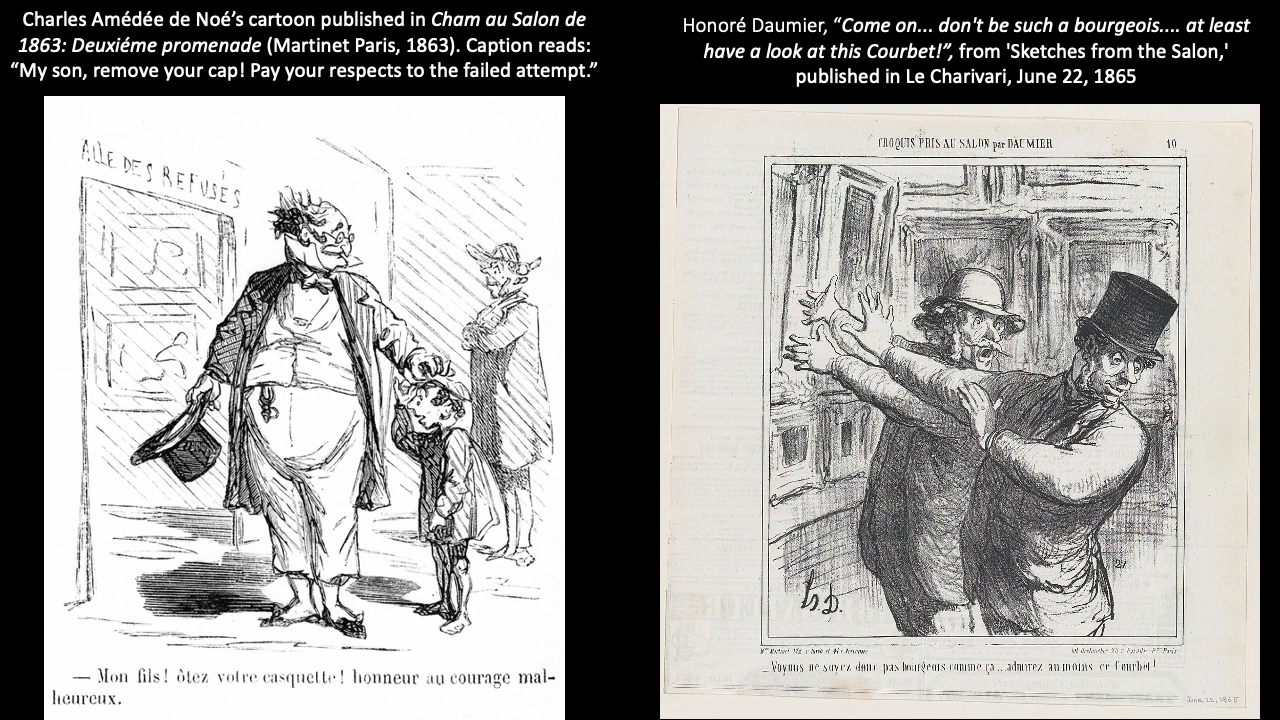 Charles Amédée de Noé’s cartoon published in Cham au Salon de
1863: Deuxiéme promenade (Martinet Paris, 1863). Caption reads:
“My son, remove your cap! Pay your respects to the failed attempt.”
ALLE DES REFUSÉS
— Mon fils! ôtez votre casquette! honneur au courage mal-
heureux.
Honoré Daumier, “Come on... don't be such a bourgeois.... at least
have a look at this Courbet!”, from 'Sketches from the Salon,'
published in Le Charivari, June 22, 1865
CROQUIS PRIS AU SALON par DAUMIER
10
h.D.
_Voyons ne soyez donc pas bourgeois comme ça...admirez au moins ce Courbet!
June 22, 1865